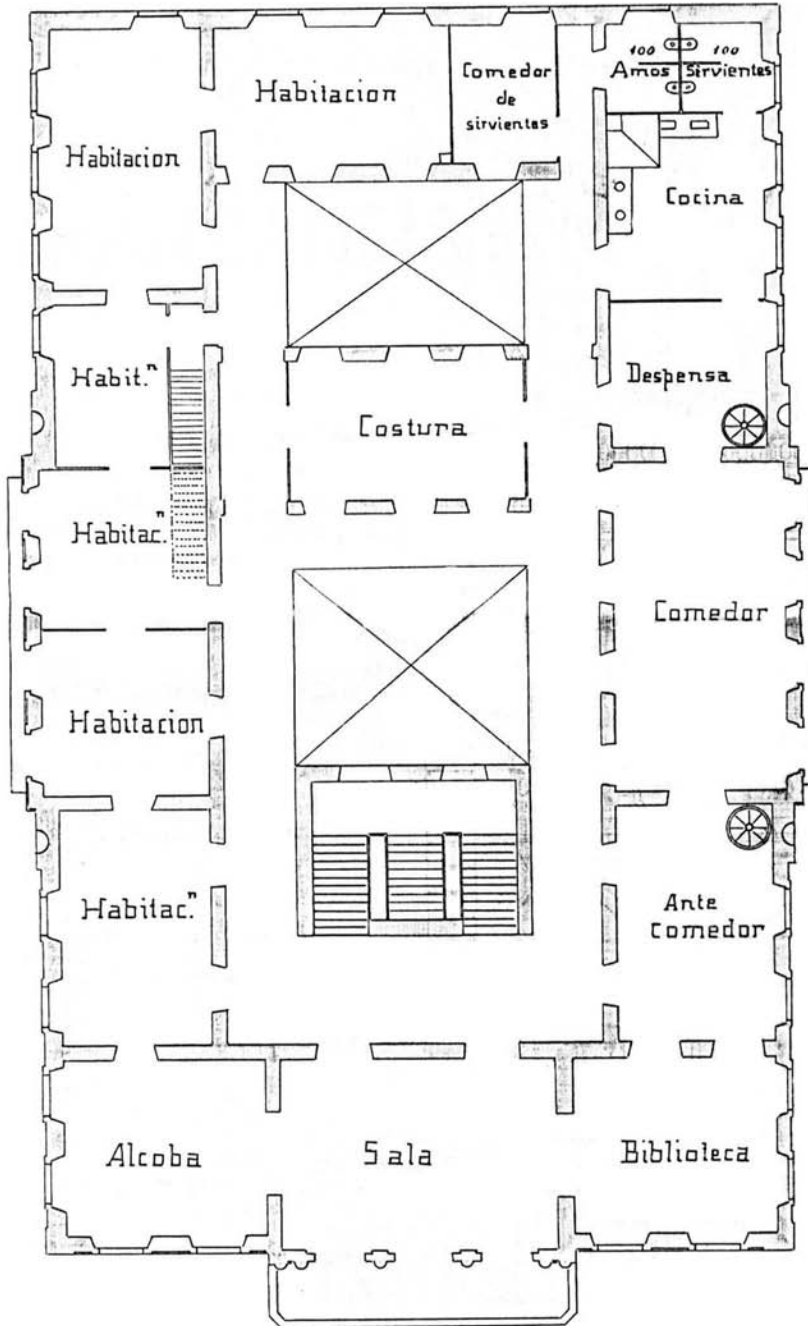 Habitacion
Habitacion
Comedor
de
sirvientes
100
Amos
100
Sirvientes
Cocina
Habit.n
Despensa
Costura
Habitac.n
Comedor
Habitacion
Habitac.n
Ante
comedor
Alcoba
Sala
Biblioteca